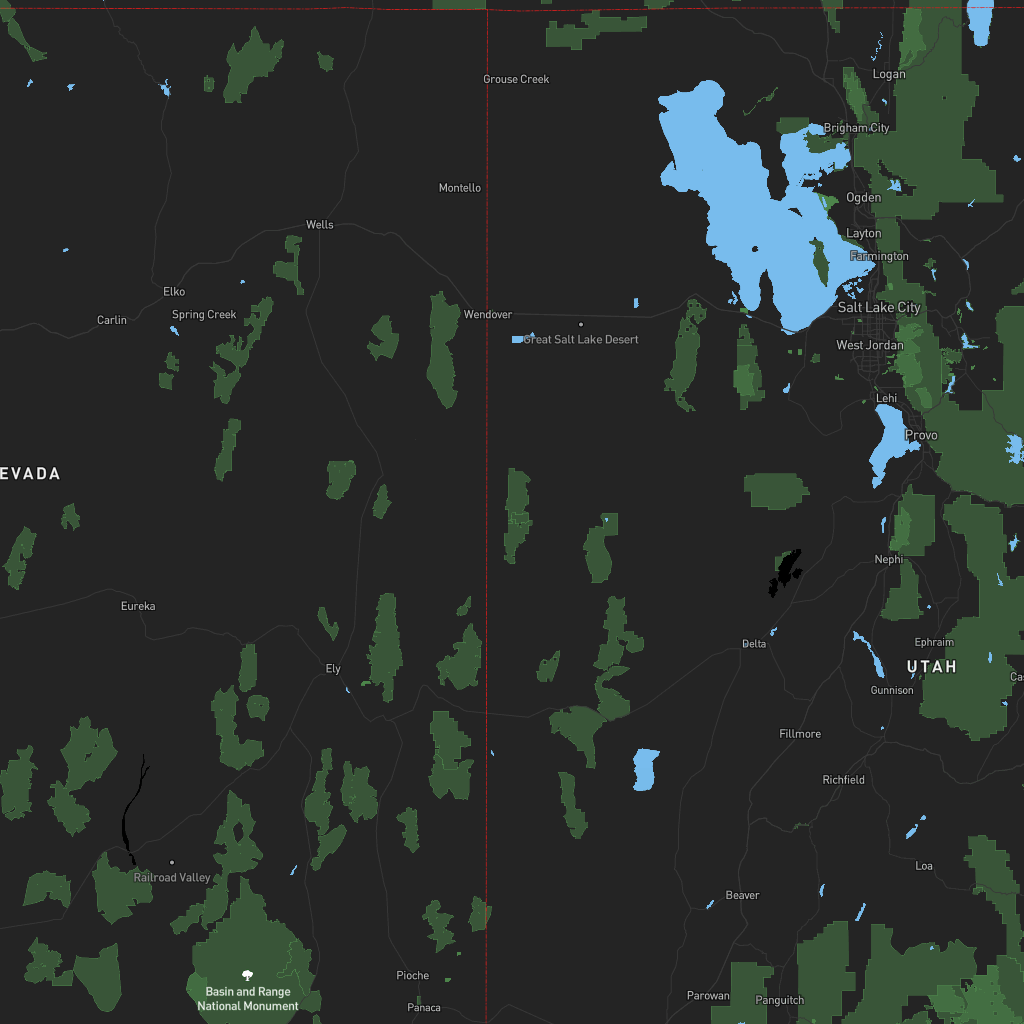 Logan
Grouse Creek
Brigham City
Montello
Ogden
Wells
Layton
Farmington
Elko
Salt Lake City
Spring Creek
Wendover
Carlin
Great Salt Lake Desert
West Jordan
Lehi
Provo
EVADA
Nephi
Eureka
Delta
Ephraim
Ely
UTAH
Cas
Gunnison
Fillmore
Richfield
Loa
Railroad Valley
Beaver
Pioche
Basin and Range
National Monument
Parowan
Panguitch
Panaca